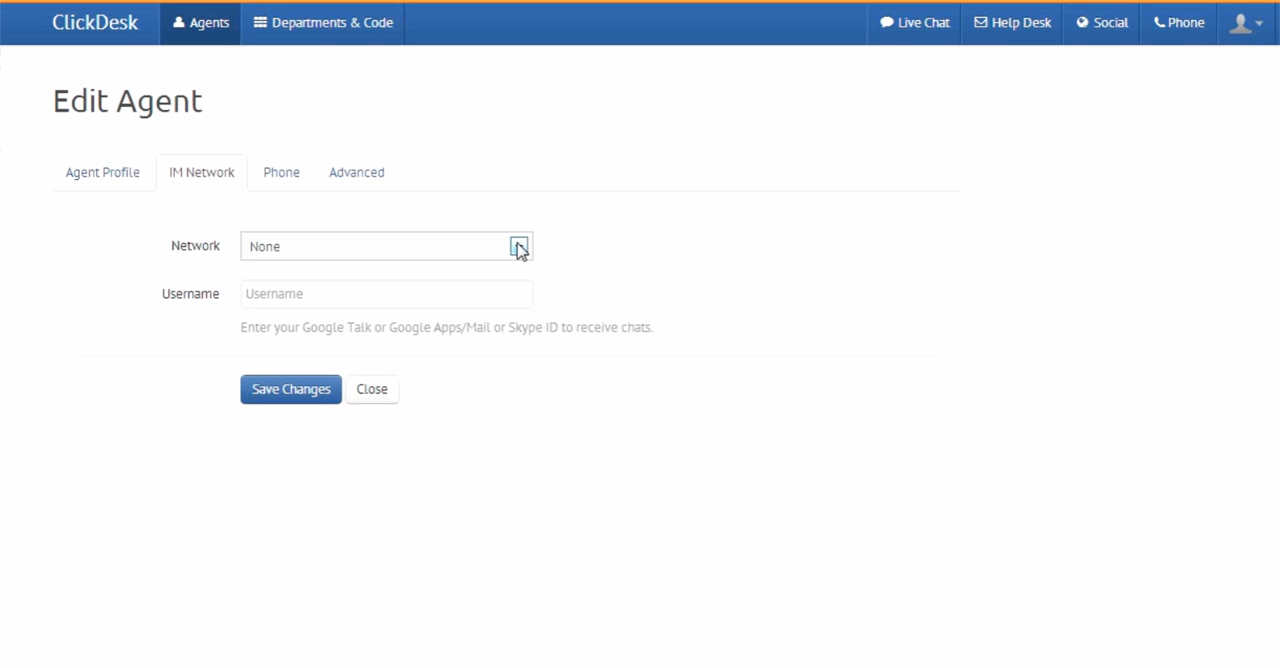 ClickDesk Agents Departments & Code Live Chat Help Desk Social Phone
Edit Agent
Agent Profile IM Network Phone Advanced
Network None
Username Username
Enter your Google Talk or Google Apps/Mail or Skype ID to receive chats.
Save Changes Close